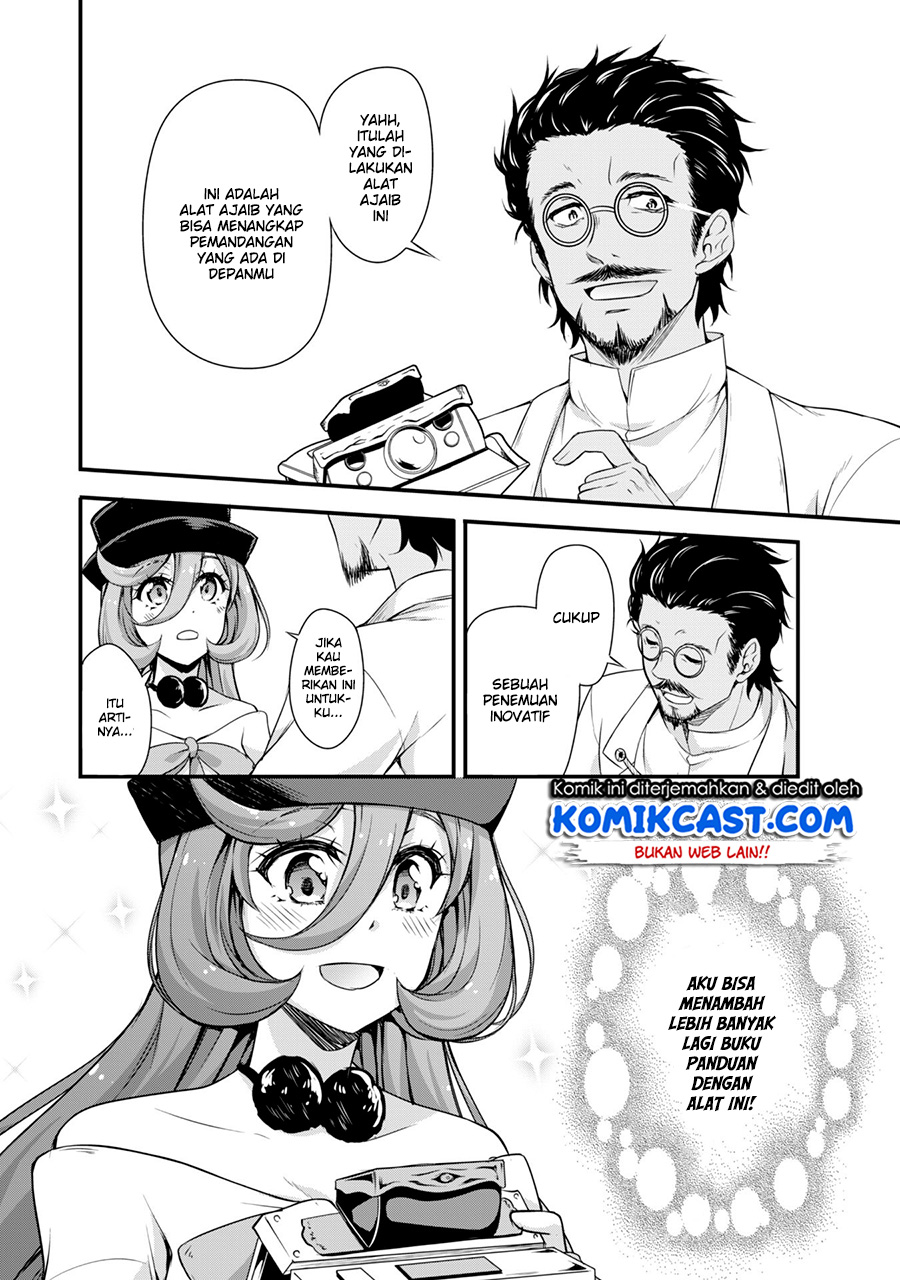 YAHH,
ITULAH
YANG DI-
LAKUKAN
ALAT
AJAIB
INI
INI ADALAH
ALAT AJAIB YANG
BISA MENANGKAP
PEMANDANGAN
YANG ADA DI
DEPANMU
CUKUP
SEBUAH
PENEMUAN
INOVATIF
JIKA
KAU
MEMBE-
RIKAN INI
UNTUK-
KU...
ITU
ARTI-
NYA...
Komik ini diterjemahkan & diedit oleh
KOMIKCAST.COM
BUKAN WEB LAIN!!
AKU BISA
MENAMBAH
LEBIH BANYAK
LAGI BUKU
PANDUAN
DENGAN
ALAT INI!